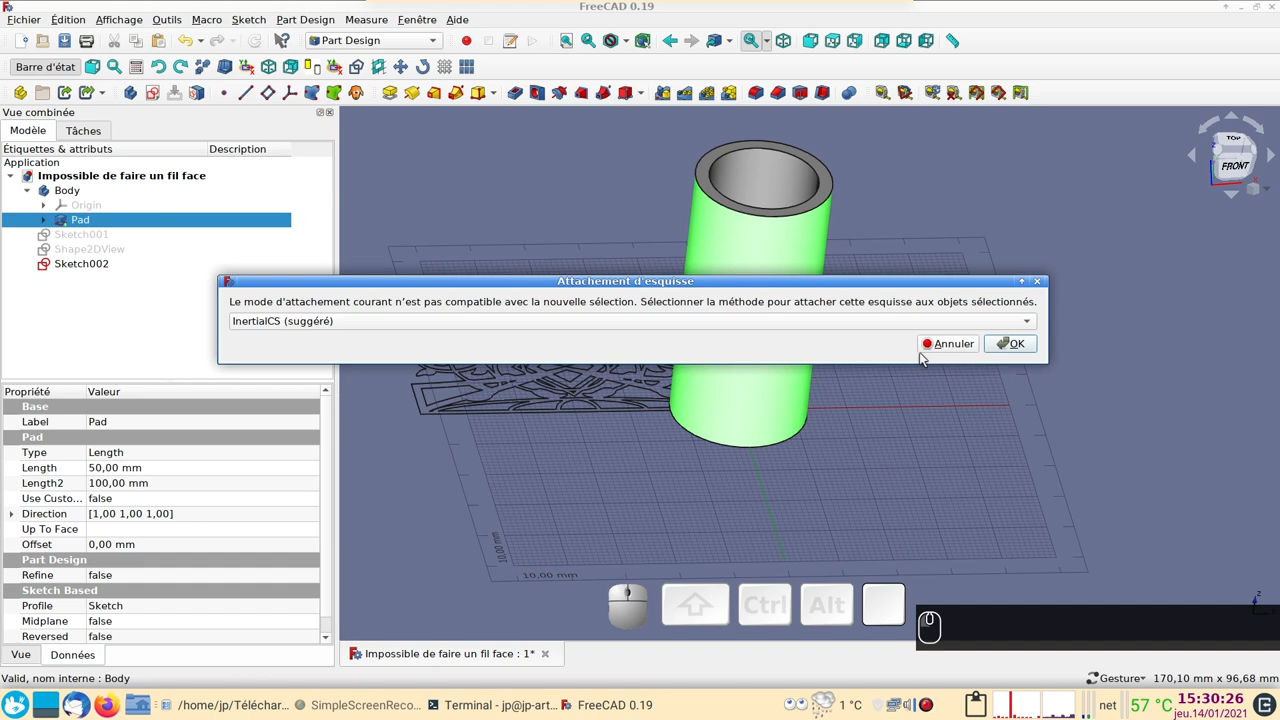 FreeCAD 0.19
Fichier Édition Affichage Outils Macro Sketch Part Design Measure Fenêtre Aide
Part Design
Barre d'état
Vue combinée
Modèle Tâches
Étiquettes & attributs Description
Application
Impossible de faire un fil face
Body
Origin
Pad
Sketch001
Shape2DView
Sketch002
TOP
FRONT
Attachement d'esquisse
Le mode d'attachement courant n'est pas compatible avec la nouvelle sélection. Sélectionner la méthode pour attacher cette esquisse aux objets sélectionnés.
InertialCS (suggéré)
Annuler OK
Propriété Valeur
Base
Label Pad
Pad
Type Length
Length 50,00 mm
Length2 100,00 mm
Use Custo... false
Direction [1,00 1,00 1,00]
Up To Face
Offset 0,00 mm
Part Design
Refine false
Sketch Based
Profile Sketch
Midplane false
Reversed false
Vue Données
10,00 mm
10,00 mm
Ctrl Alt
Impossible de faire un fil face : 1*
Valid, nom interne : Body
Gesture 170,10 mm x 96,68 mm
/home/jp/Téléchar... SimpleScreenReco... Terminal - jp@jp-art... FreeCAD 0.19
1 °C
net 57 °C 15:30:26
jeu.14/01/2021